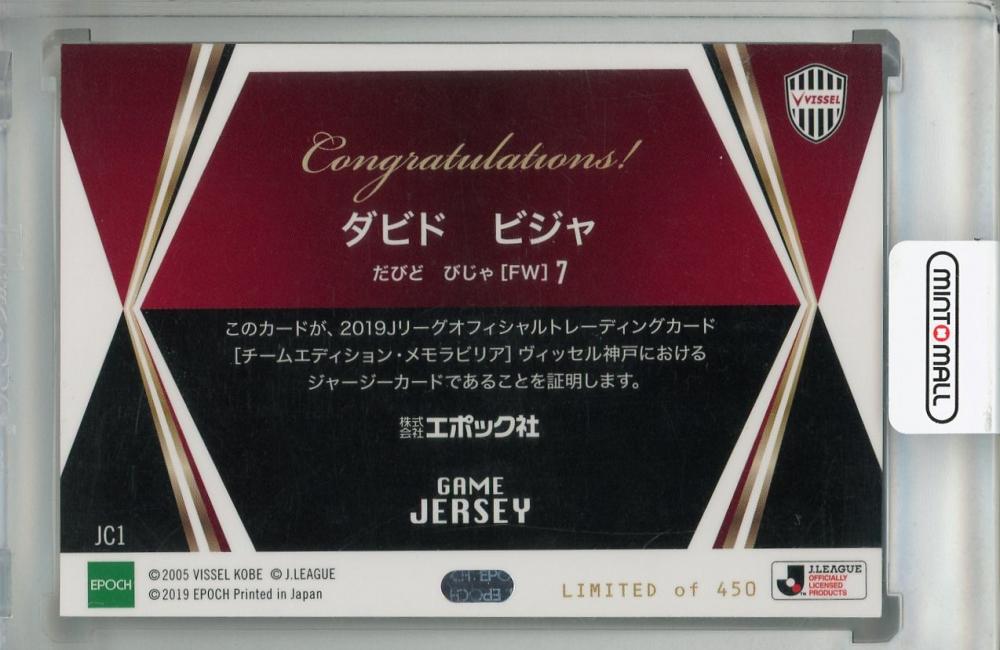 VISSEL
Congratulations!
ダビド　ビジャ
だびど　びじゃ [FW] 7
このカードが、2019Jリーグオフィシャルトレーディングカード
[チームエディション・メモラビリア] ヴィッセル神戸における
ジャージーカードであることを証明します。
株式会社エポック社
GAME
JERSEY
JC1
EPOCH
©2005 VISSEL KOBE ©J.LEAGUE
©2019 EPOCH Printed in Japan
LIMITED of 450
J.LEAGUE
OFFICIALLY
LICENSED
PRODUCTS
MINT MALL